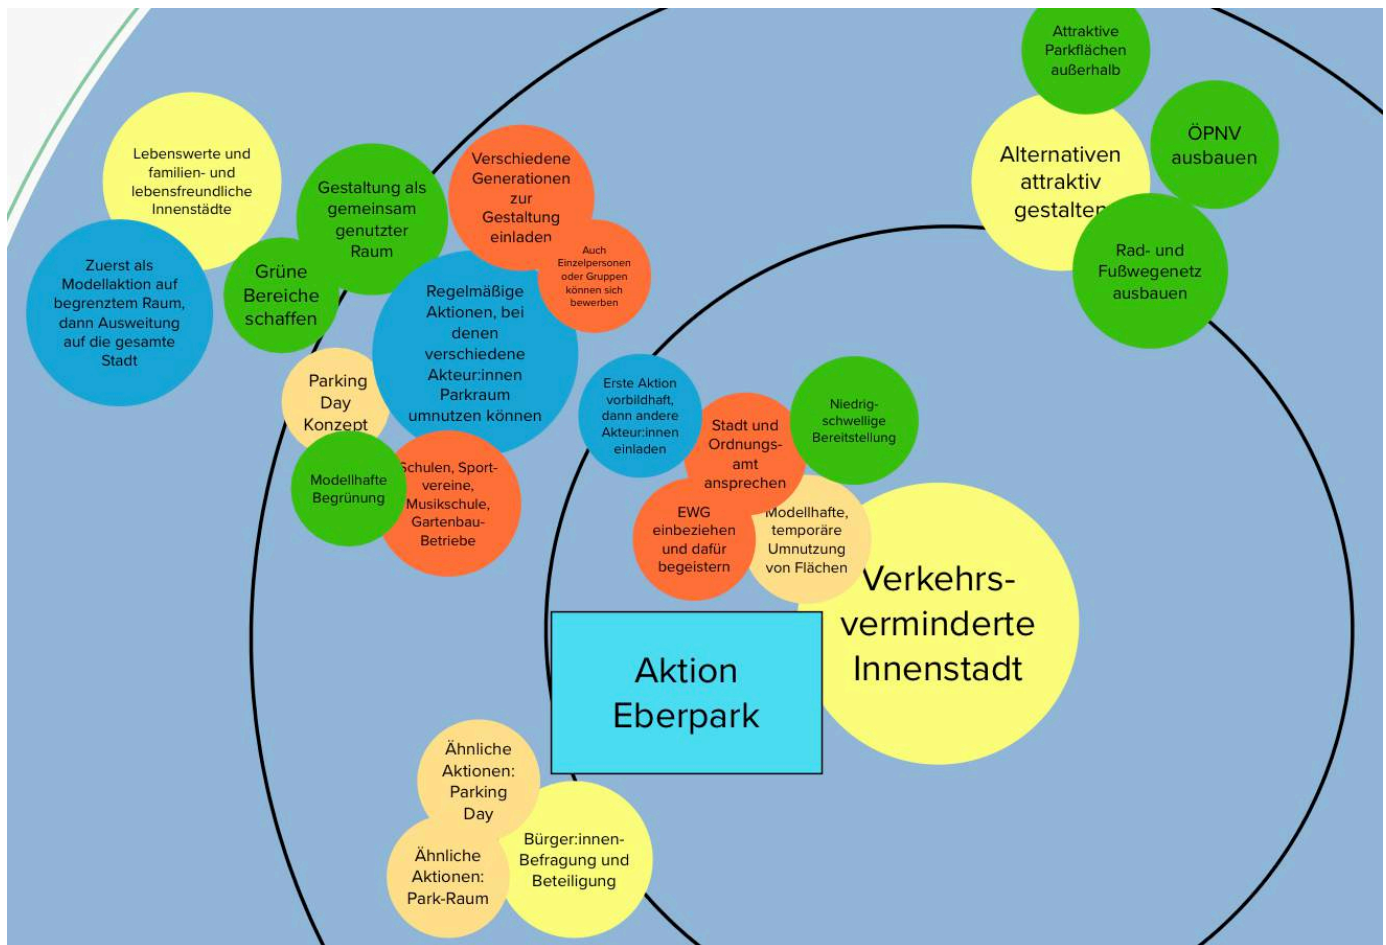 Attraktive
Parkflächen
außerhalb
ÖPNV
ausbauen
Alternativen
attraktiv
gestalten
Rad- und
Fußwegenetz
ausbauen
Lebenswerte und
familien- und
lebensfreundliche
Innenstädte
Gestaltung als
gemeinsam
genutzter
Raum
Verschiedene
Generationen
zur
Gestaltung
einladen
Auch
Einzelpersonen
oder Gruppen
können sich
bewerben
Zuerst als
Modellaktion auf
begrenztem Raum,
dann Ausweitung
auf die gesamte
Stadt
Grüne
Bereiche
schaffen
Regelmäßige
Aktionen, bei
denen
verschiedene
Akteur:innen
Parkraum
umnutzen können
Parking
Day
Konzept
Modellhafte
Begrünung
Schulen, Sport-
vereine,
Musikschule,
Gartenbau-
Betriebe
Erste Aktion
vorbildhaft,
dann andere
Akteur:innen
einladen
Stadt und
Ordnungs-
amt
ansprechen
Niedrig-
schwellige
Bereitstellung
EWG
einbeziehen
und dafür
begeistern
Modellhafte,
temporäre
Umnutzung
von Flächen
Verkehrs-
verminderte
Innenstadt
Aktion
Eberpark
Ähnliche
Aktionen:
Parking
Day
Ähnliche
Aktionen:
Park-Raum
Bürger:innen-
Befragung und
Beteiligung